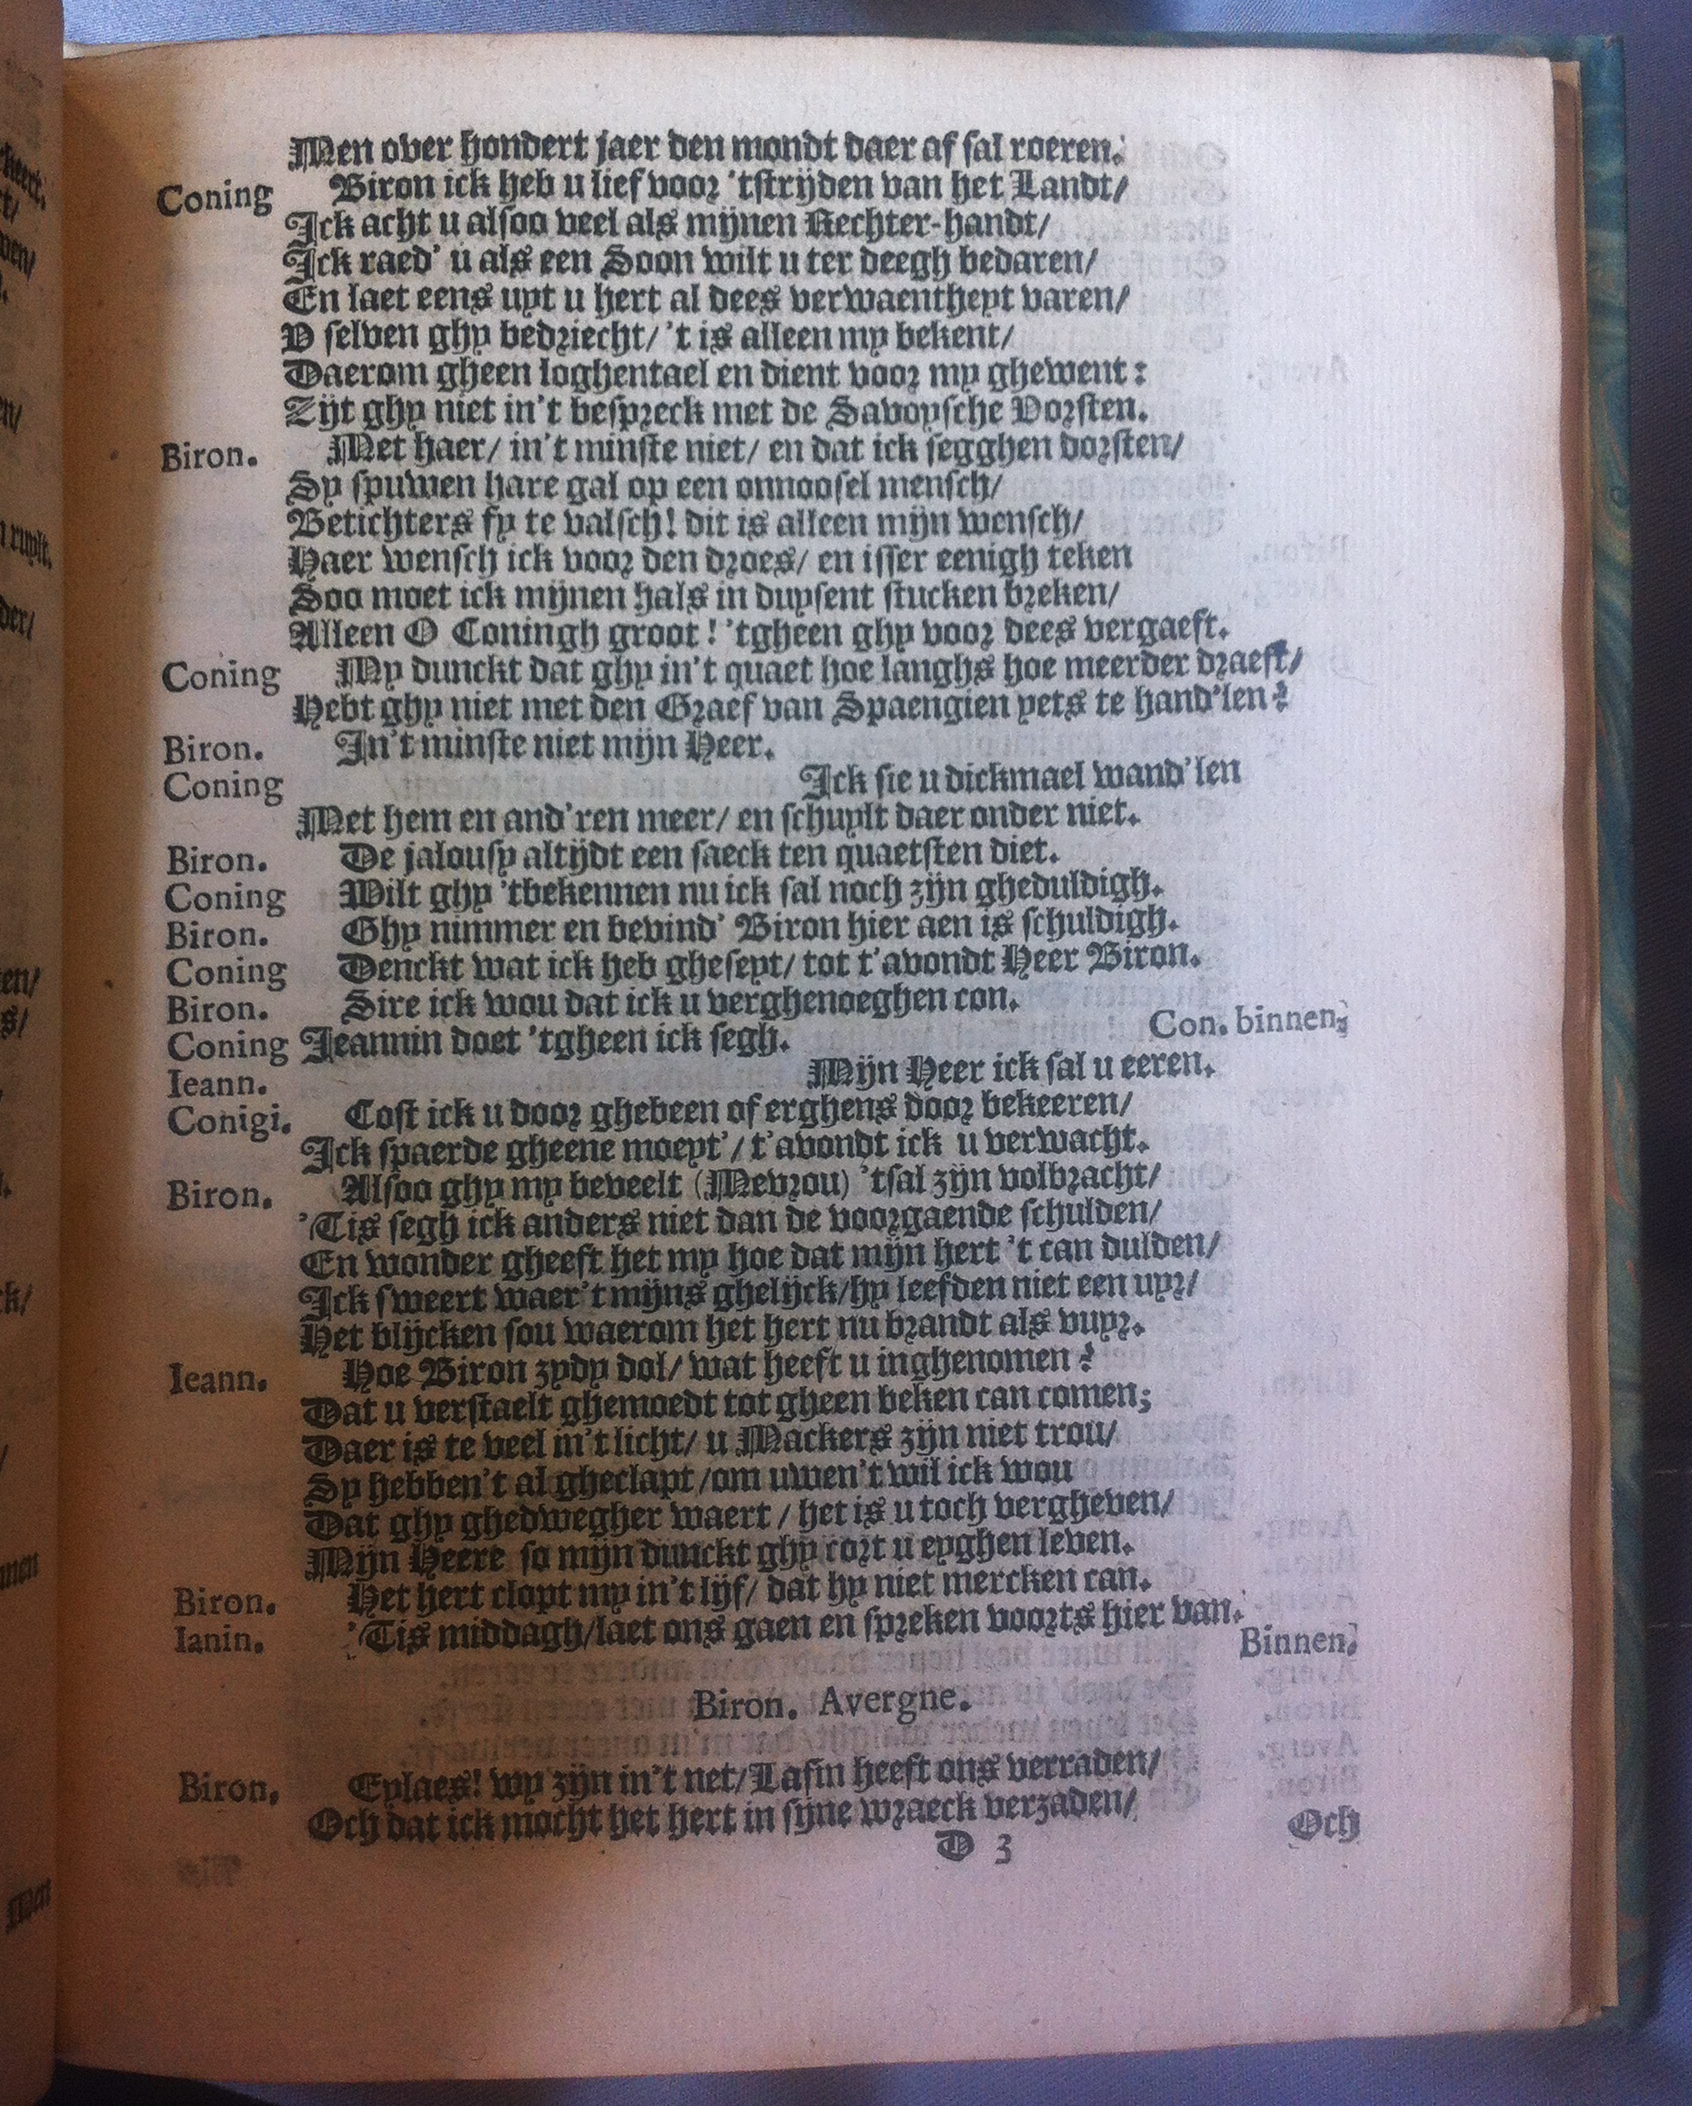 Men over hondert jaer den mondt daer af sal roeren.
Coning Biron ick heb u lief voor 'tstrijden van het Landt/
Ick acht u alsoo veel als mijnen Rechter-handt/
Ick raed' u als een Soon wilt u ter deegh bedaren/
En laet eens uyt u hert al dees verwaentheyt varen/
V selven ghy bedriecht/ 't is alleen my bekent/
Daerom gheen loghentael en dient voor my ghewent:
Zijt ghy niet in't bespreck met de Savoysche Vorsten.
Biron. Met haer/ in't minste niet/ en dat ick segghen dorsten/
Sy spuwen hare gal op een onnoosel mensch/
Betichters fy te valsch! dit is alleen mijn wensch/
Haer wensch ick voor den droes/ en isser eenigh teken
Soo moet ick mijnen hals in duysent stucken breken/
Alleen O Coningh groot! 'tgheen ghy voor dees vergaeft.
Coning My dunckt dat ghy in't quaet hoe langhs hoe meerder draeft/
Hebt ghy niet met den Graef van Spaengien yets te hand'len?
Biron. In't minste niet mijn Heer.
Coning Ick sie u dickmael wand'len
Met hem en and'ren meer/ en schuylt daer onder niet.
Biron. De jalousy altijdt een saeck ten quaetsten diet.
Coning Wilt ghy 'tbekennen nu ick sal noch zijn gheduldigh.
Biron. Ghy nimmer en bevind' Biron hier aen is schuldigh.
Coning Denckt wat ick heb gheseyt/ tot t'avondt Heer Biron.
Biron. Sire ick wou dat ick u verghenoeghen con.
Con. binnen;
Coning Jeannin doet 'tgheen ick segh.
Ieann. Mijn Heer ick sal u eeren.
Conigi. Cost ick u door ghebeen of erghens door bekeeren/
Ick spaerde gheene moeyt'/ t'avondt ick u verwacht.
Biron. Alsoo ghy my beveelt (Mevrou) 'tsal zijn volbracht/
'Tis segh ick anders niet dan de voorgaende schulden/
En wonder gheeft het my hoe dat mijn hert 't can dulden/
Ick sweert waer't mijns ghelijck/hy leefden niet een uyr/
Het blijcken sou waerom het hert nu brandt als vuyr.
Ieann. Hoe Biron zydy dol/ wat heeft u inghenomen?
Dat u verstaelt ghemoedt tot gheen beken can comen;
Daer is te veel in't licht/ u Mackers zijn niet trou/
Sy hebben't al gheclapt/om uwen't wil ick wou
Dat ghy ghedwegher waert/ het is u toch vergheven/
Mijn Heere so mijn dunckt ghy cort u eyghen leven.
Biron. Het hert clopt my in't lijf/ dat hy niet mercken can.
Ianin. 'Tis middagh/laet ons gaen en spreken voorts hier van.
Binnen.
Biron. Avergne.
Biron. Eylaes! wy zijn in't net/Lafin heeft ons verraden/
Och dat ick mocht het hert in sijne wraeck verzaden/
D 3 Och